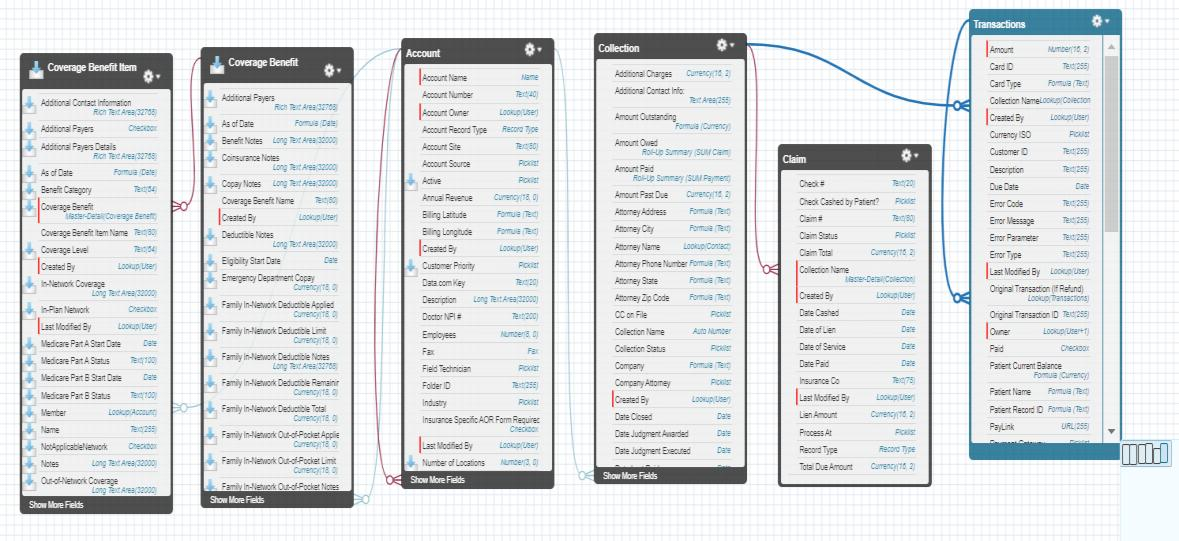 Coverage Benefit Item
Additional Contact Information
Rich Text Area(32768)
Additional Payers Checkbox
Additional Payers Details
Rich Text Area(32768)
As of Date Formula (Date)
Benefit Category Text(64)
Coverage Benefit
Master-Detail(Coverage Benefit)
Coverage Benefit Item Name Text(80)
Coverage Level Text(64)
Created By Lookup(User)
In-Network Coverage
Long Text Area(32000)
In-Plan Network Checkbox
Last Modified By Lookup(User)
Medicare Part A Start Date Date
Medicare Part A Status Text(100)
Medicare Part B Start Date Date
Medicare Part B Status Text(100)
Member Lookup(Account)
Name Text(255)
NotApplicableNetwork Checkbox
Notes Long Text Area(32000)
Out-of-Network Coverage
Long Text Area(32000)
Show More Fields
Coverage Benefit
Additional Payers
Rich Text Area(32768)
As of Date Formula (Date)
Benefit Notes Long Text Area(32000)
Coinsurance Notes
Long Text Area(32000)
Copay Notes Long Text Area(32000)
Coverage Benefit Name Text(80)
Created By Lookup(User)
Deductible Notes
Long Text Area(32000)
Eligibility Start Date Date
Emergency Department Copay
Currency(18, 0)
Family In-Network Deductible Applied
Currency(18, 0)
Family In-Network Deductible Limit
Currency(18, 0)
Family In-Network Deductible Notes
Long Text Area(32768)
Family In-Network Deductible Remainin
Currency(18, 0)
Family In-Network Deductible Total
Currency(18, 0)
Family In-Network Out-of-Pocket Applie
Currency(18, 0)
Family In-Network Out-of-Pocket Limit
Currency(18, 0)
Family In-Network Out-of-Pocket Notes
Show More Fields
Account
Account Name Name
Account Number Text(40)
Account Owner Lookup(User)
Account Record Type Record Type
Account Site Text(80)
Account Source Picklist
Active Picklist
Annual Revenue Currency(18, 0)
Billing Latitude Formula (Text)
Billing Longitude Formula (Text)
Created By Lookup(User)
Customer Priority Picklist
Data.com Key Text(20)
Description Long Text Area(32000)
Doctor NPI # Text(200)
Employees Number(8, 0)
Fax Fax
Field Technician Picklist
Folder ID Text(255)
Industry Picklist
Insurance Specific AOR Form Required
Checkbox
Last Modified By Lookup(User)
Number of Locations Number(3, 0)
Show More Fields
Collection
Additional Charges Currency(16, 2)
Additional Contact Info:
Text Area(255)
Amount Outstanding
Formula (Currency)
Amount Owed
Roll-Up Summary (SUM Claim)
Amount Paid
Roll-Up Summary (SUM Payment)
Amount Past Due Currency(16, 2)
Attorney Address Formula (Text)
Attorney City Formula (Text)
Attorney Name Lookup(Contact)
Attorney Phone Number Formula (Text)
Attorney State Formula (Text)
Attorney Zip Code Formula (Text)
CC on File Picklist
Collection Name Auto Number
Collection Status Picklist
Company Formula (Text)
Company Attorney Picklist
Created By Lookup(User)
Date Closed Date
Date Judgment Awarded Date
Date Judgment Executed Date
Show More Fields
Claim
Check # Text(20)
Check Cashed by Patient? Picklist
Claim # Text(80)
Claim Status Picklist
Claim Total Currency(16, 2)
Collection Name
Master-Detail(Collection)
Created By Lookup(User)
Date Cashed Date
Date of Lien Date
Date of Service Date
Date Paid Date
Insurance Co Text(75)
Last Modified By Lookup(User)
Lien Amount Currency(16, 2)
Process At Picklist
Record Type Record Type
Total Due Amount Currency(16, 2)
Transactions
Amount Number(16, 2)
Card ID Text(255)
Card Type Formula (Text)
Collection Name Lookup(Collection
Created By Lookup(User)
Currency ISO Picklist
Customer ID Text(255)
Description Text(255)
Due Date Date
Error Code Text(255)
Error Message Text(255)
Error Parameter Text(255)
Error Type Text(255)
Last Modified By Lookup(User)
Original Transaction (If Refund)
Lookup(Transactions)
Original Transaction ID Text(255)
Owner Lookup(User+1)
Paid Checkbox
Patient Current Balance
Formula (Currency)
Patient Name Formula (Text)
Patient Record ID Formula (Text)
PayLink URL(255)